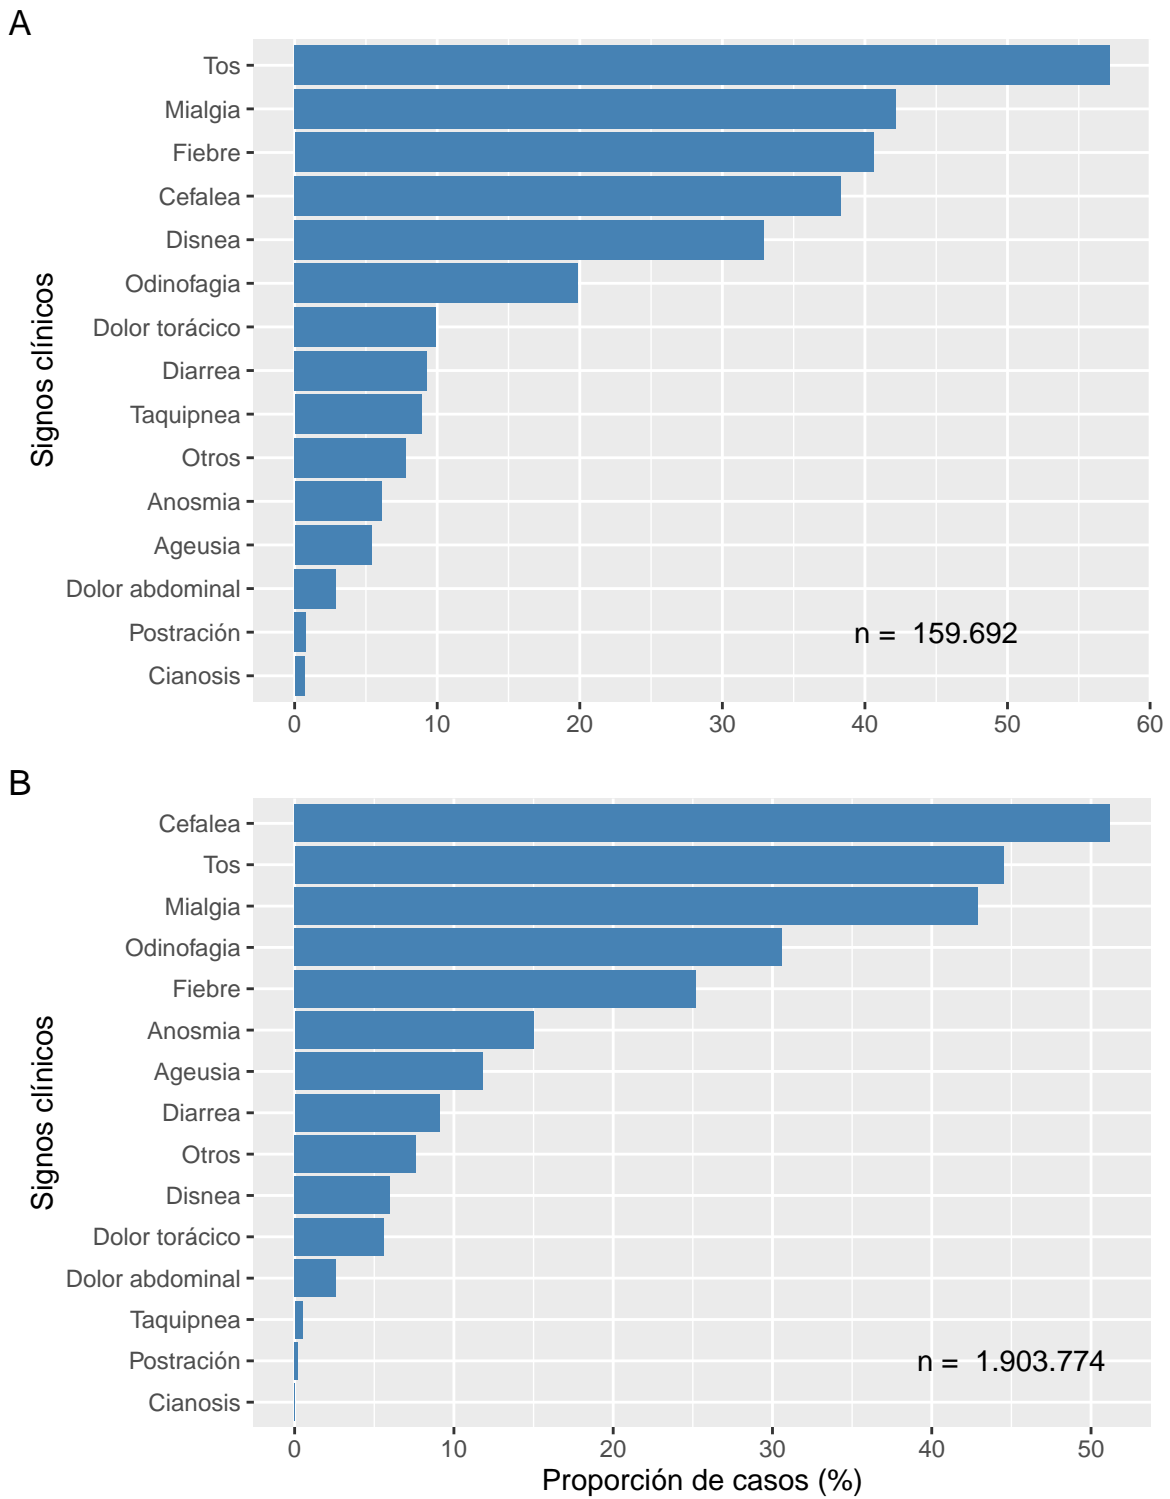 A
Tos
Mialgia
Fiebre
Cefalea
Disnea
Odinofagia
Dolor torácico
Diarrea
Taquipnea
Otros
Anosmia
Ageusia
Dolor abdominal
Postración
Cianosis
Signos clínicos
n = 159.692
0 10 20 30 40 50 60
B
Cefalea
Tos
Mialgia
Odinofagia
Fiebre
Anosmia
Ageusia
Diarrea
Otros
Disnea
Dolor torácico
Dolor abdominal
Taquipnea
Postración
Cianosis
Signos clínicos
n = 1.903.774
0 10 20 30 40 50
Proporción de casos (%)